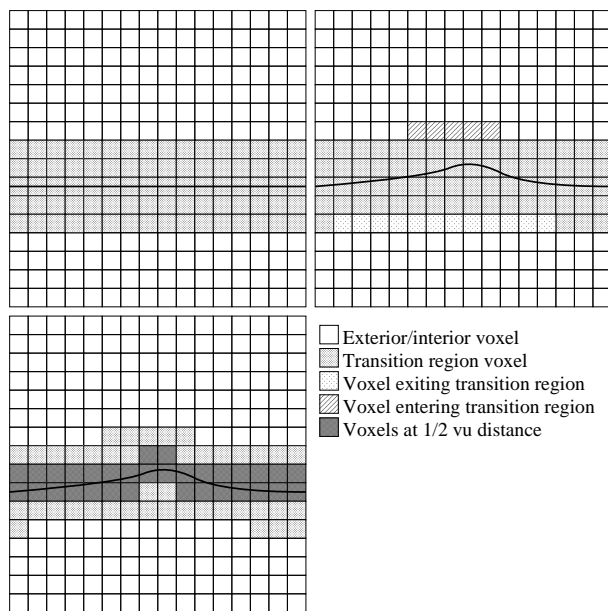 Exterior/interior voxel
Transition region voxel
Voxel exiting transition region
Voxel entering transition region
Voxels at 1/2 vu distance